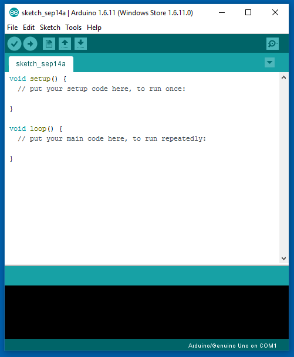 sketch_sep14a | Arduino 1.6.11 (Windows Store 1.6.11.0)
File Edit Sketch Tools Help
sketch_sep14a
void setup() {
  // put your setup code here, to run once:
}
void loop() {
  // put your main code here, to run repeatedly:
}
Arduino/Genuino Uno on COM1